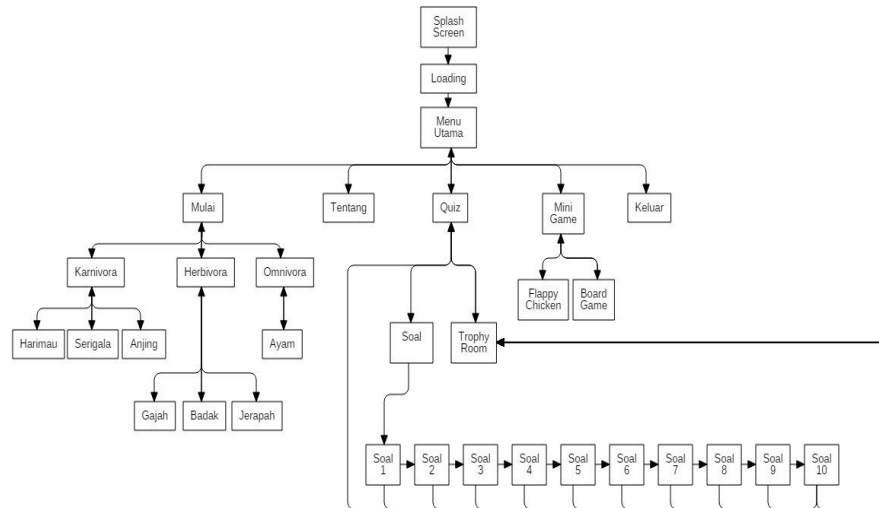 Splash
Screen
Loading
Menu
Utama
Mulai
Tentang
Quiz
Mini
Game
Keluar
Karnivora
Herbivora
Omnivora
Flappy
Chicken
Board
Game
Harimau
Serigala
Anjing
Ayam
Soal
Trophy
Room
Gajah
Badak
Jerapah
Soal
1
Soal
2
Soal
3
Soal
4
Soal
5
Soal
6
Soal
7
Soal
8
Soal
9
Soal
10